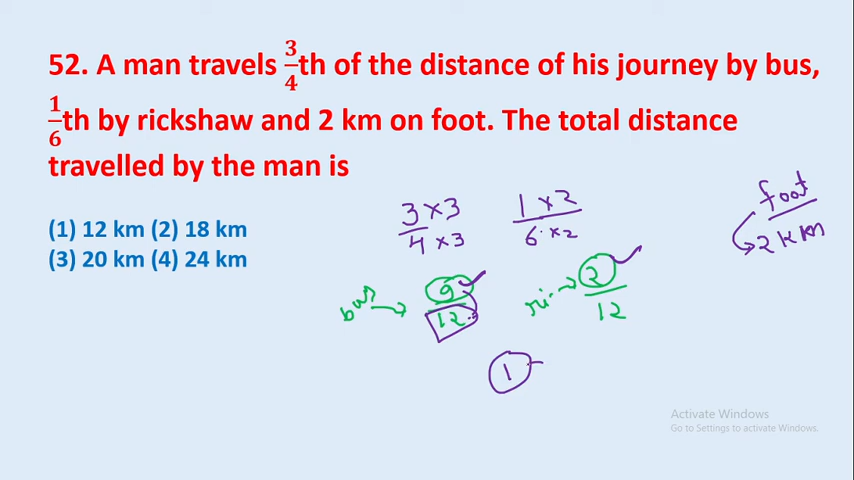 52. A man travels 3/4th of the distance of his journey by bus,
1/6th by rickshaw and 2 km on foot. The total distance
travelled by the man is
(1) 12 km (2) 18 km
(3) 20 km (4) 24 km
3 × 3
4 × 3
1 × 2
6 × 2
foot
2 km
bus → 9
12
ri. → 2
12
1
Activate Windows
Go to Settings to activate Windows.